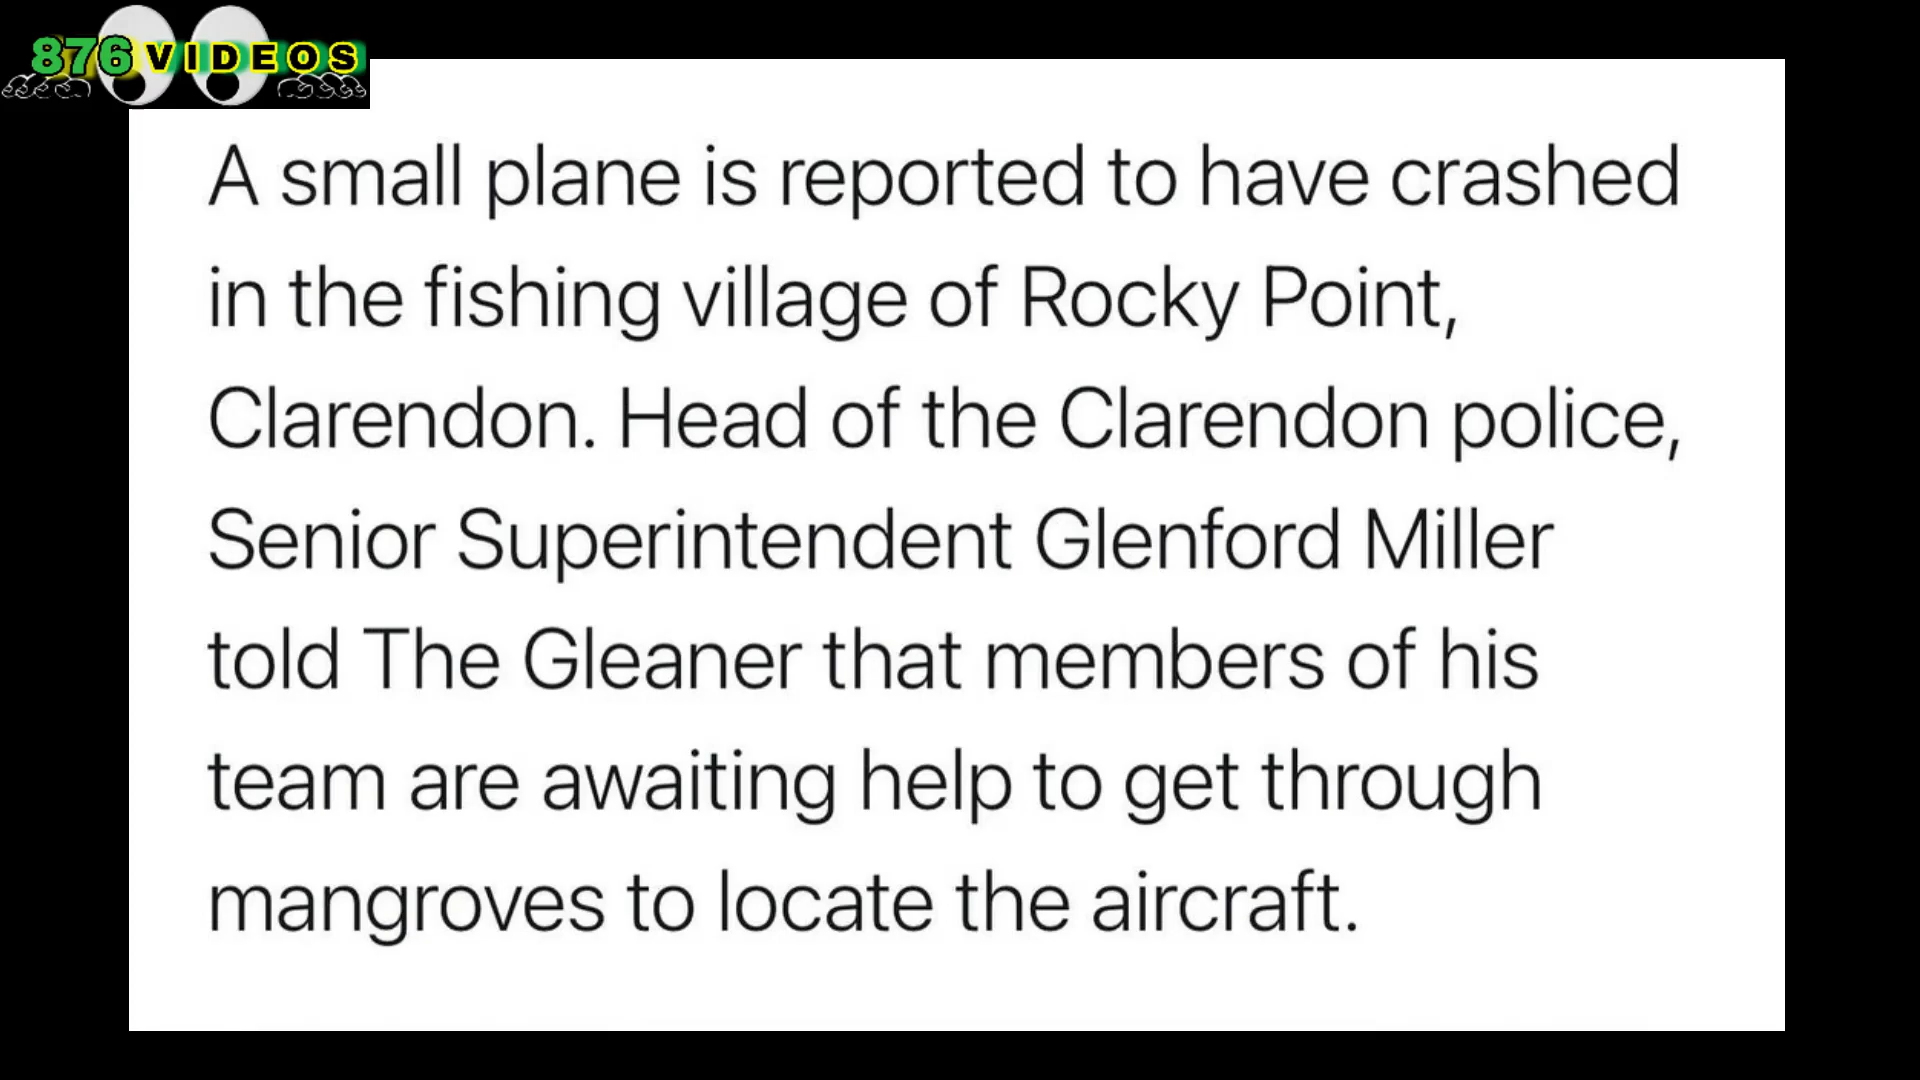 876 VIDEOS
A small plane is reported to have crashed
in the fishing village of Rocky Point,
Clarendon. Head of the Clarendon police,
Senior Superintendent Glenford Miller
told The Gleaner that members of his
team are awaiting help to get through
mangroves to locate the aircraft.